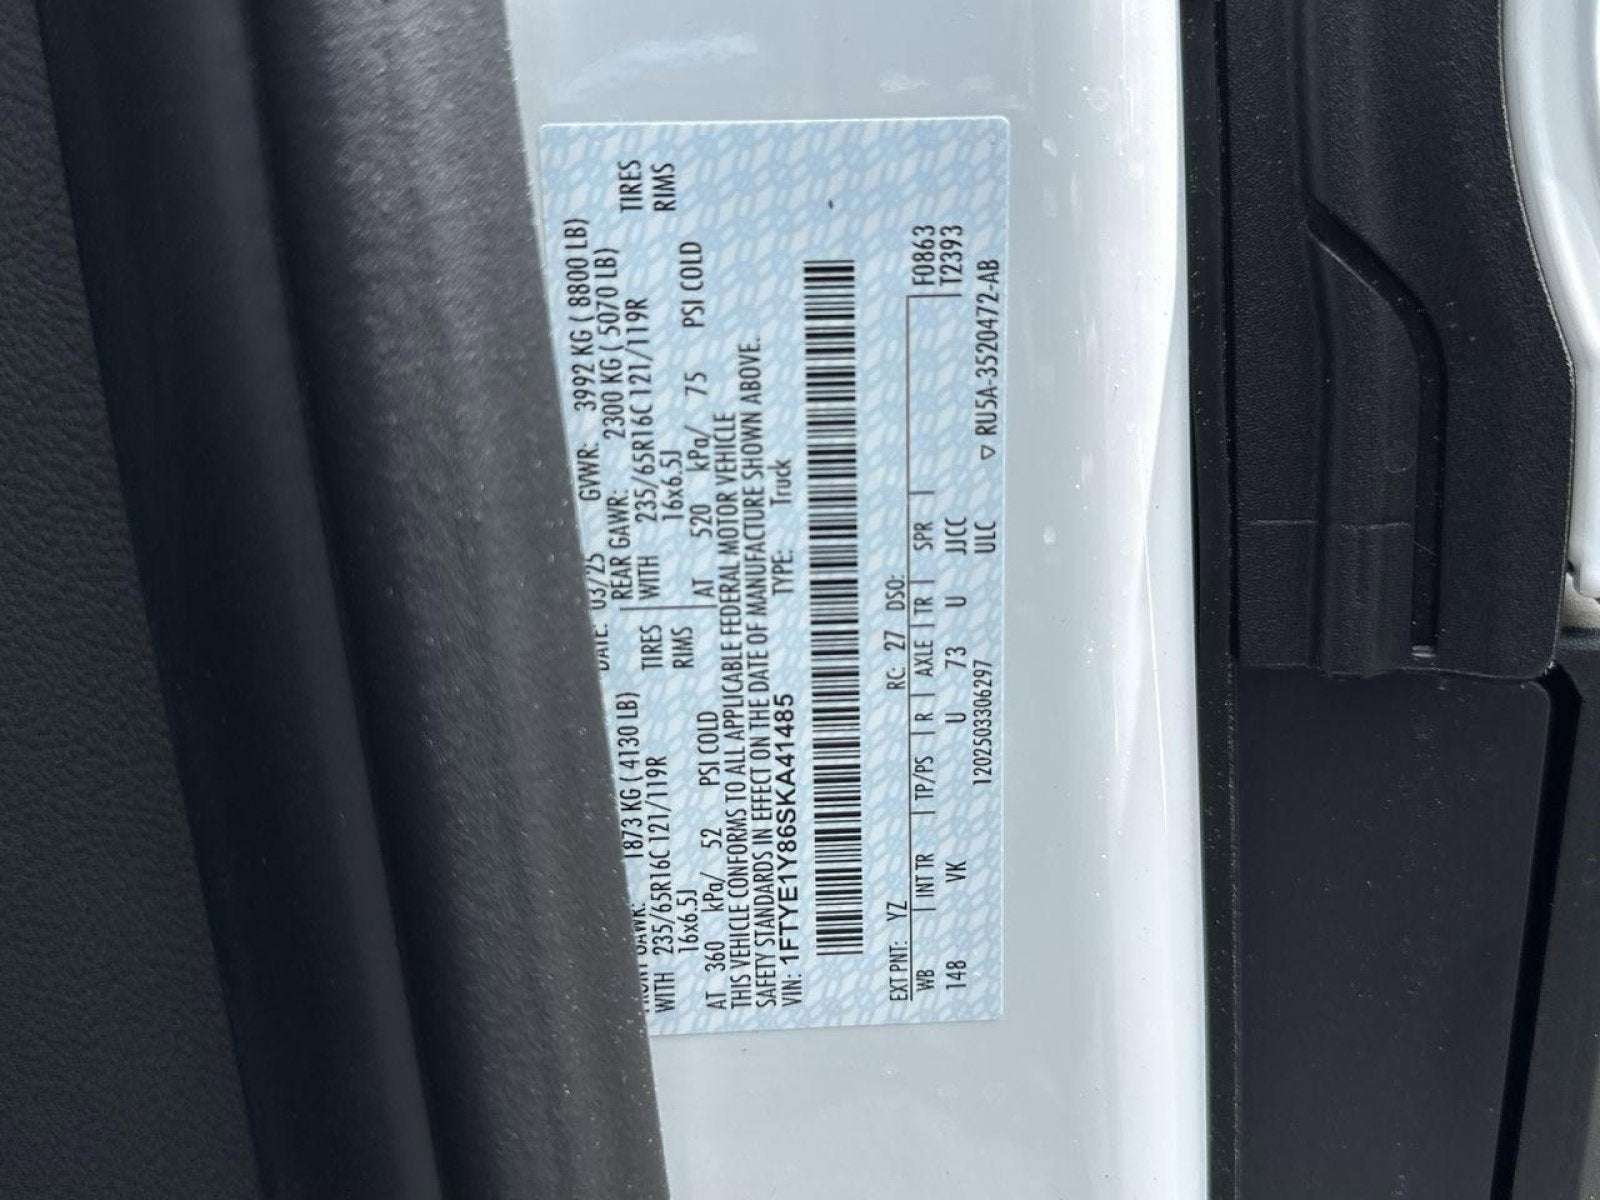 DATE: 03/25 GVWR: 3992 KG ( 8800 LB)
1873 KG ( 4130 LB) REAR GAWR: 2300 KG ( 5070 LB)
WITH 235/65R16C 121/119R TIRES WITH 235/65R16C 121/119R TIRES
16x6.5J RIMS 16x6.5J RIMS
AT 360 kPa/ 52 PSI COLD AT 520 kPa/ 75 PSI COLD
THIS VEHICLE CONFORMS TO ALL APPLICABLE FEDERAL MOTOR VEHICLE
SAFETY STANDARDS IN EFFECT ON THE DATE OF MANUFACTURE SHOWN ABOVE.
VIN: 1FTYE1Y86SKA41485 TYPE: Truck
EXT PNT: YZ RC: 27 DSO: F0863
WB | INT TR | TP/PS | R | AXLE | TR | SPR | T2393
148 VK U 73 U JJCC
1202503306297 ULC ▽ RU5A-3520472-AB